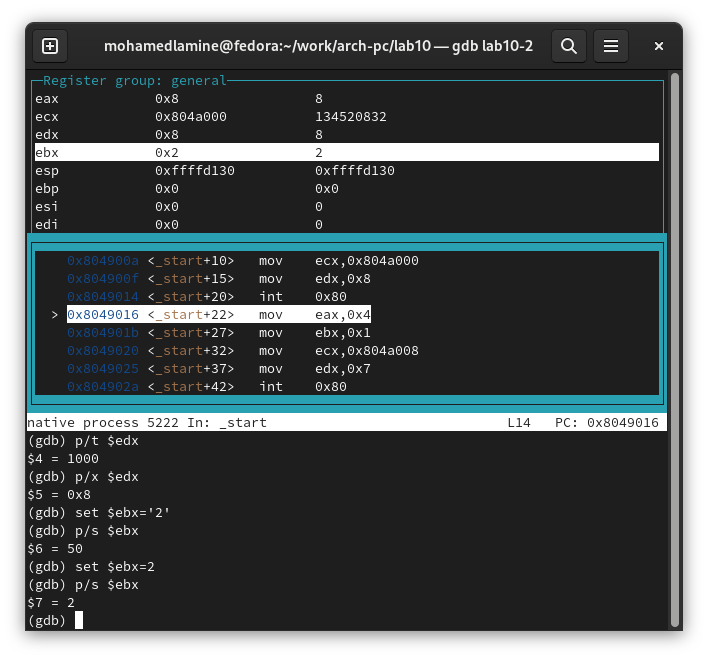 mohamedlamine@fedora:~/work/arch-pc/lab10 — gdb lab10-2
Register group: general
eax 0x8 8
ecx 0x804a000 134520832
edx 0x8 8
ebx 0x2 2
esp 0xffffd130 0xffffd130
ebp 0x0 0x0
esi 0x0 0
edi 0x0 0
0x804900a <_start+10> mov ecx,0x804a000
0x804900f <_start+15> mov edx,0x8
0x8049014 <_start+20> int 0x80
> 0x8049016 <_start+22> mov eax,0x4
0x804901b <_start+27> mov ebx,0x1
0x8049020 <_start+32> mov ecx,0x804a008
0x8049025 <_start+37> mov edx,0x7
0x804902a <_start+42> int 0x80
native process 5222 In: _start L14 PC: 0x8049016
(gdb) p/t $edx
$4 = 1000
(gdb) p/x $edx
$5 = 0x8
(gdb) set $ebx='2'
(gdb) p/s $ebx
$6 = 50
(gdb) set $ebx=2
(gdb) p/s $ebx
$7 = 2
(gdb)